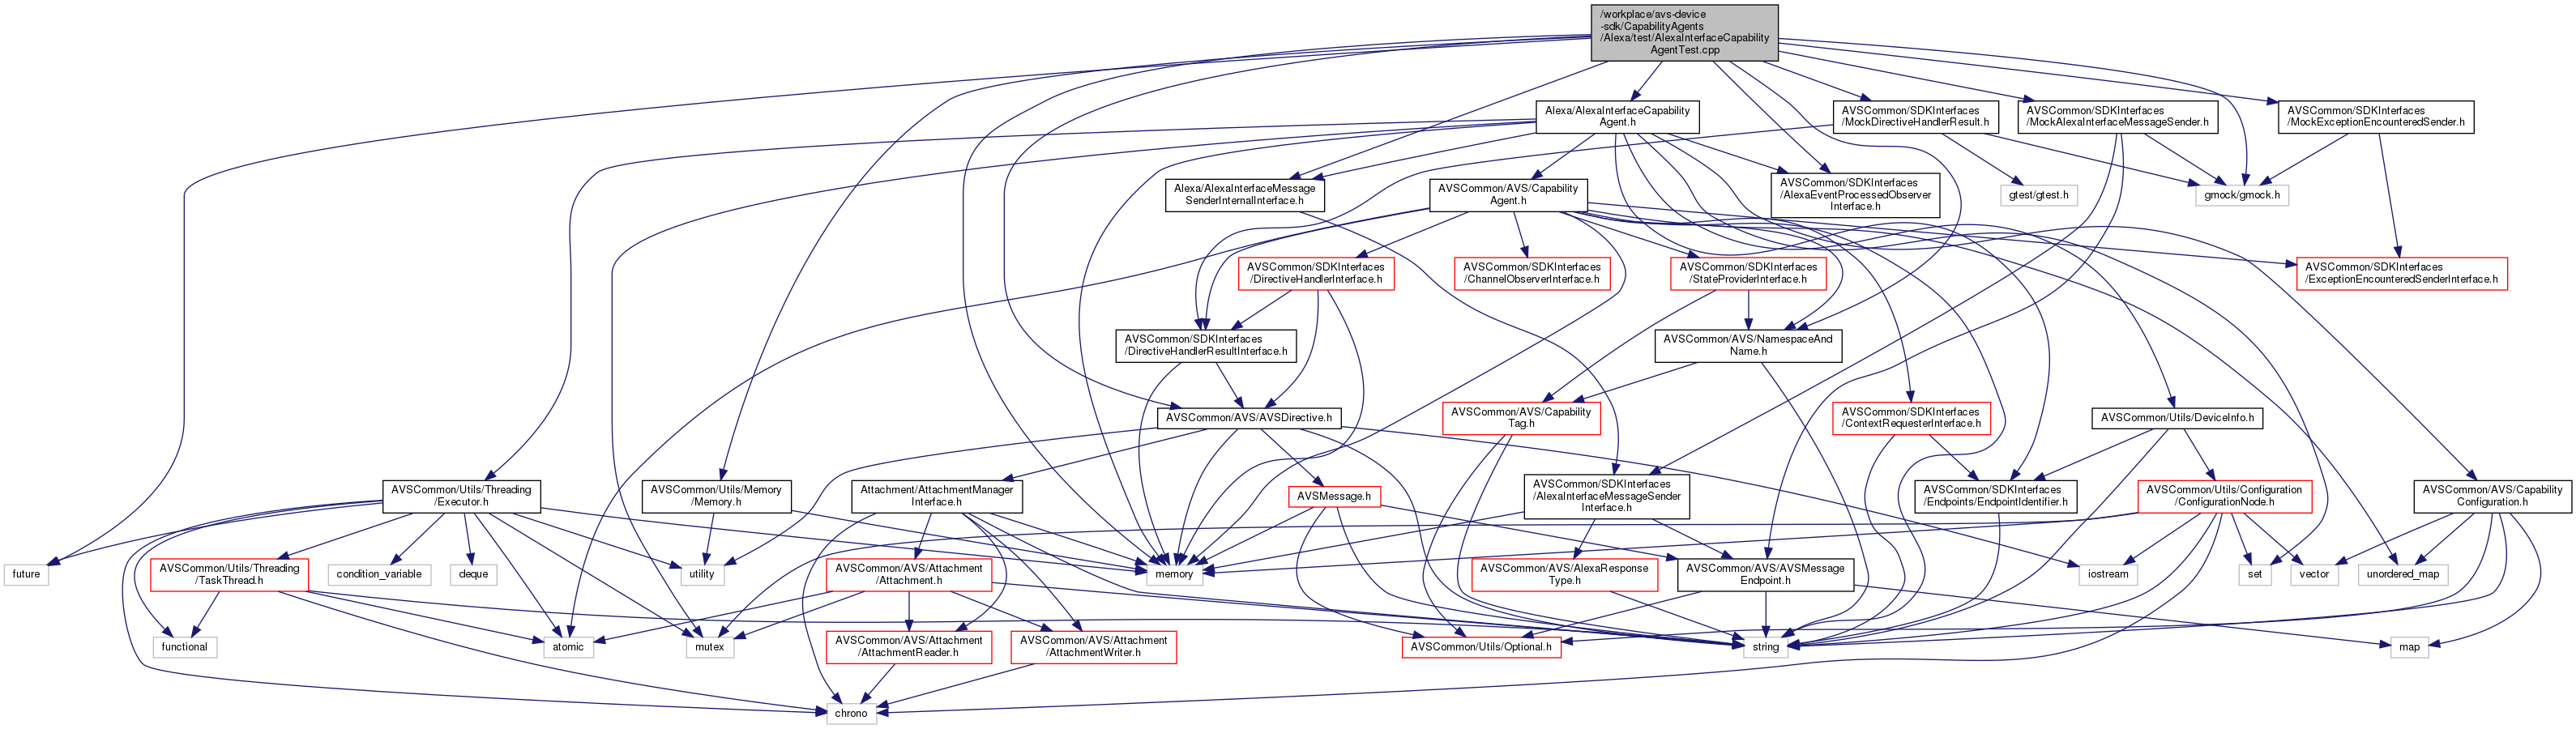 /workplace/avs-device
-sdk/CapabilityAgents
/Alexa/test/AlexaInterfaceCapability
AgentTest.cpp
Alexa/AlexaInterfaceCapability
Agent.h
AVSCommon/SDKInterfaces
/MockDirectiveHandlerResult.h
AVSCommon/SDKInterfaces
/MockAlexaInterfaceMessageSender.h
AVSCommon/SDKInterfaces
/MockExceptionEncounteredSender.h
Alexa/AlexaInterfaceMessage
SenderInternalInterface.h
AVSCommon/AVS/Capability
Agent.h
AVSCommon/SDKInterfaces
/AlexaEventProcessedObserver
Interface.h
gtest/gtest.h
gmock/gmock.h
AVSCommon/SDKInterfaces
/DirectiveHandlerInterface.h
AVSCommon/SDKInterfaces
/ChannelObserverInterface.h
AVSCommon/SDKInterfaces
/StateProviderInterface.h
AVSCommon/SDKInterfaces
/ExceptionEncounteredSenderInterface.h
AVSCommon/SDKInterfaces
/DirectiveHandlerResultInterface.h
AVSCommon/AVS/NamespaceAnd
Name.h
AVSCommon/AVS/AVSDirective.h
AVSCommon/AVS/Capability
Tag.h
AVSCommon/SDKInterfaces
/ContextRequesterInterface.h
AVSCommon/Utils/DeviceInfo.h
AVSCommon/Utils/Threading
/Executor.h
AVSCommon/Utils/Memory
/Memory.h
Attachment/AttachmentManager
Interface.h
AVSMessage.h
AVSCommon/SDKInterfaces
/AlexaInterfaceMessageSender
Interface.h
AVSCommon/SDKInterfaces
/Endpoints/EndpointIdentifier.h
AVSCommon/Utils/Configuration
/ConfigurationNode.h
AVSCommon/AVS/Capability
Configuration.h
future
AVSCommon/Utils/Threading
/TaskThread.h
condition_variable
deque
utility
AVSCommon/AVS/Attachment
/Attachment.h
memory
AVSCommon/AVS/AlexaResponse
Type.h
AVSCommon/AVS/AVSMessage
Endpoint.h
iostream
set
vector
unordered_map
functional
atomic
mutex
AVSCommon/AVS/Attachment
/AttachmentReader.h
AVSCommon/AVS/Attachment
/AttachmentWriter.h
AVSCommon/Utils/Optional.h
string
map
chrono